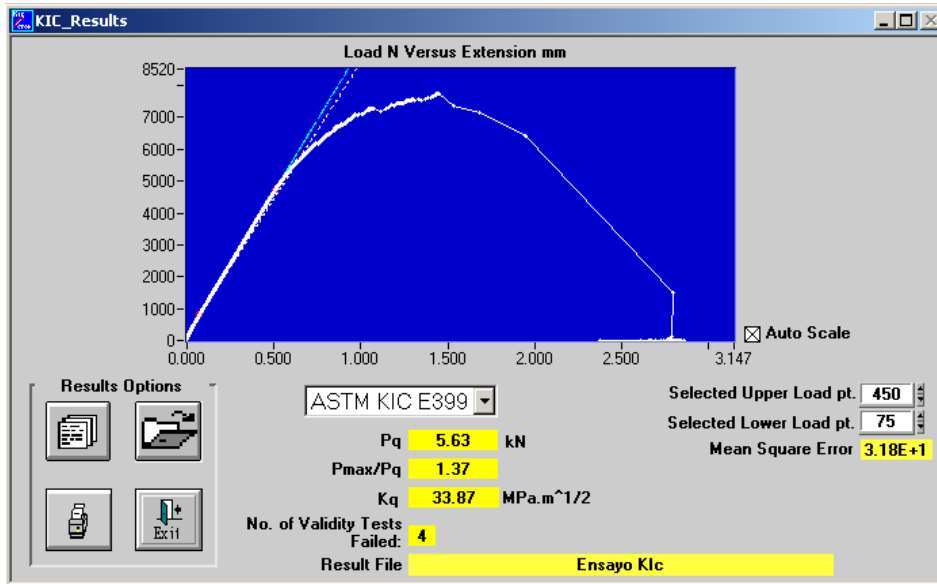 KIC_Results
Load N Versus Extension mm
8520
7000
6000
5000
4000
3000
2000
1000
0
0.000 0.500 1.000 1.500 2.000 2.500 3.147
Auto Scale
Results Options
Exit
ASTM KIC E399
Pq 5.63 kN
Pmax/Pq 1.37
Kq 33.87 MPa.m^1/2
No. of Validity Tests
Failed: 4
Result File Ensayo KIc
Selected Upper Load pt. 450
Selected Lower Load pt. 75
Mean Square Error 3.18E+1